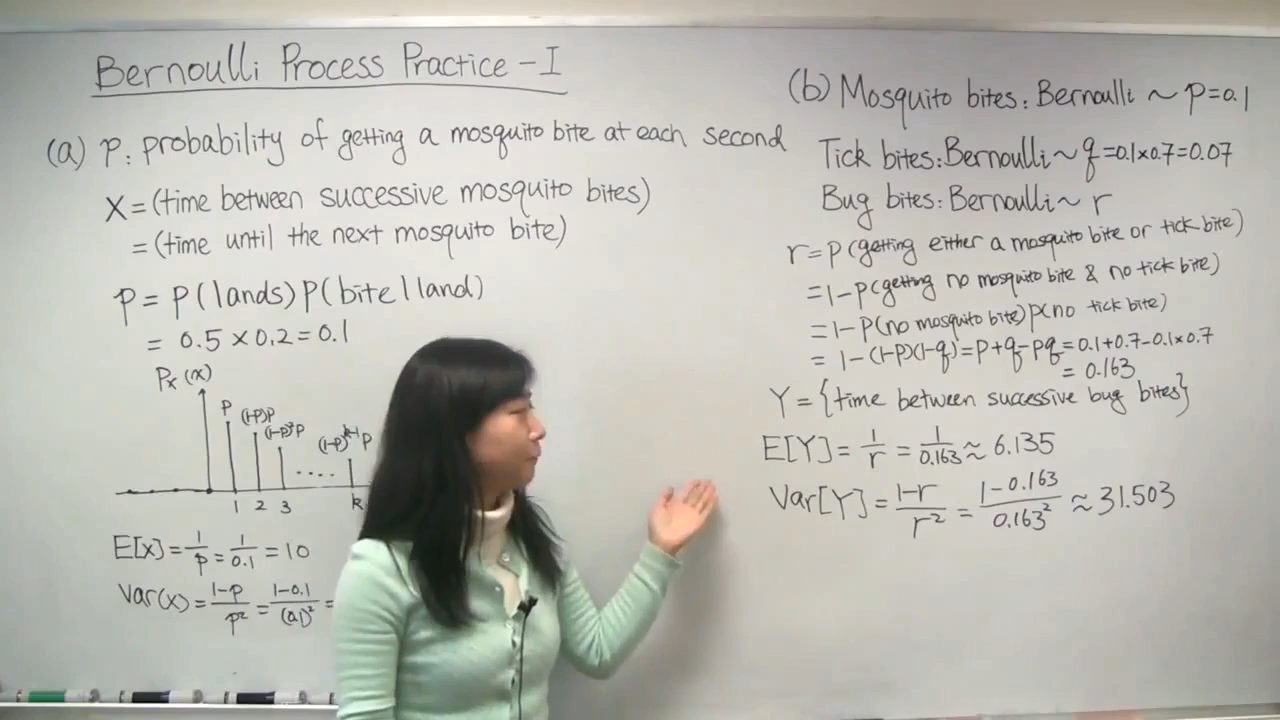 Bernoulli Process Practice - I
(a) p: probability of getting a mosquito bite at each second
X = (time between successive mosquito bites)
= (time until the next mosquito bite)
p = P(lands)P(bite|land)
= 0.5 × 0.2 = 0.1
Px(x)
p (1-p)p (1-p)²p (1-p)^{k-1}p
1 2 3 .... k
E[x] = 1/p = 1/0.1 = 10
Var(x) = (1-p)/p² = (1-0.1)/(0.1)² =
(b) Mosquito bites: Bernoulli ~ p=0.1
Tick bites: Bernoulli ~ q = 0.1×0.7 = 0.07
Bug bites: Bernoulli ~ r
r = P(getting either a mosquito bite or tick bite)
= 1-P(getting no mosquito bite & no tick bite)
= 1-P(no mosquito bite)P(no tick bite)
= 1-(1-p)(1-q) = p+q-pq = 0.1+0.7-0.1×0.7
= 0.163
Y = {time between successive bug bites}
E[Y] = 1/r = 1/0.163 ≈ 6.135
Var[Y] = (1-r)/r² = (1-0.163)/0.163² ≈ 31.503